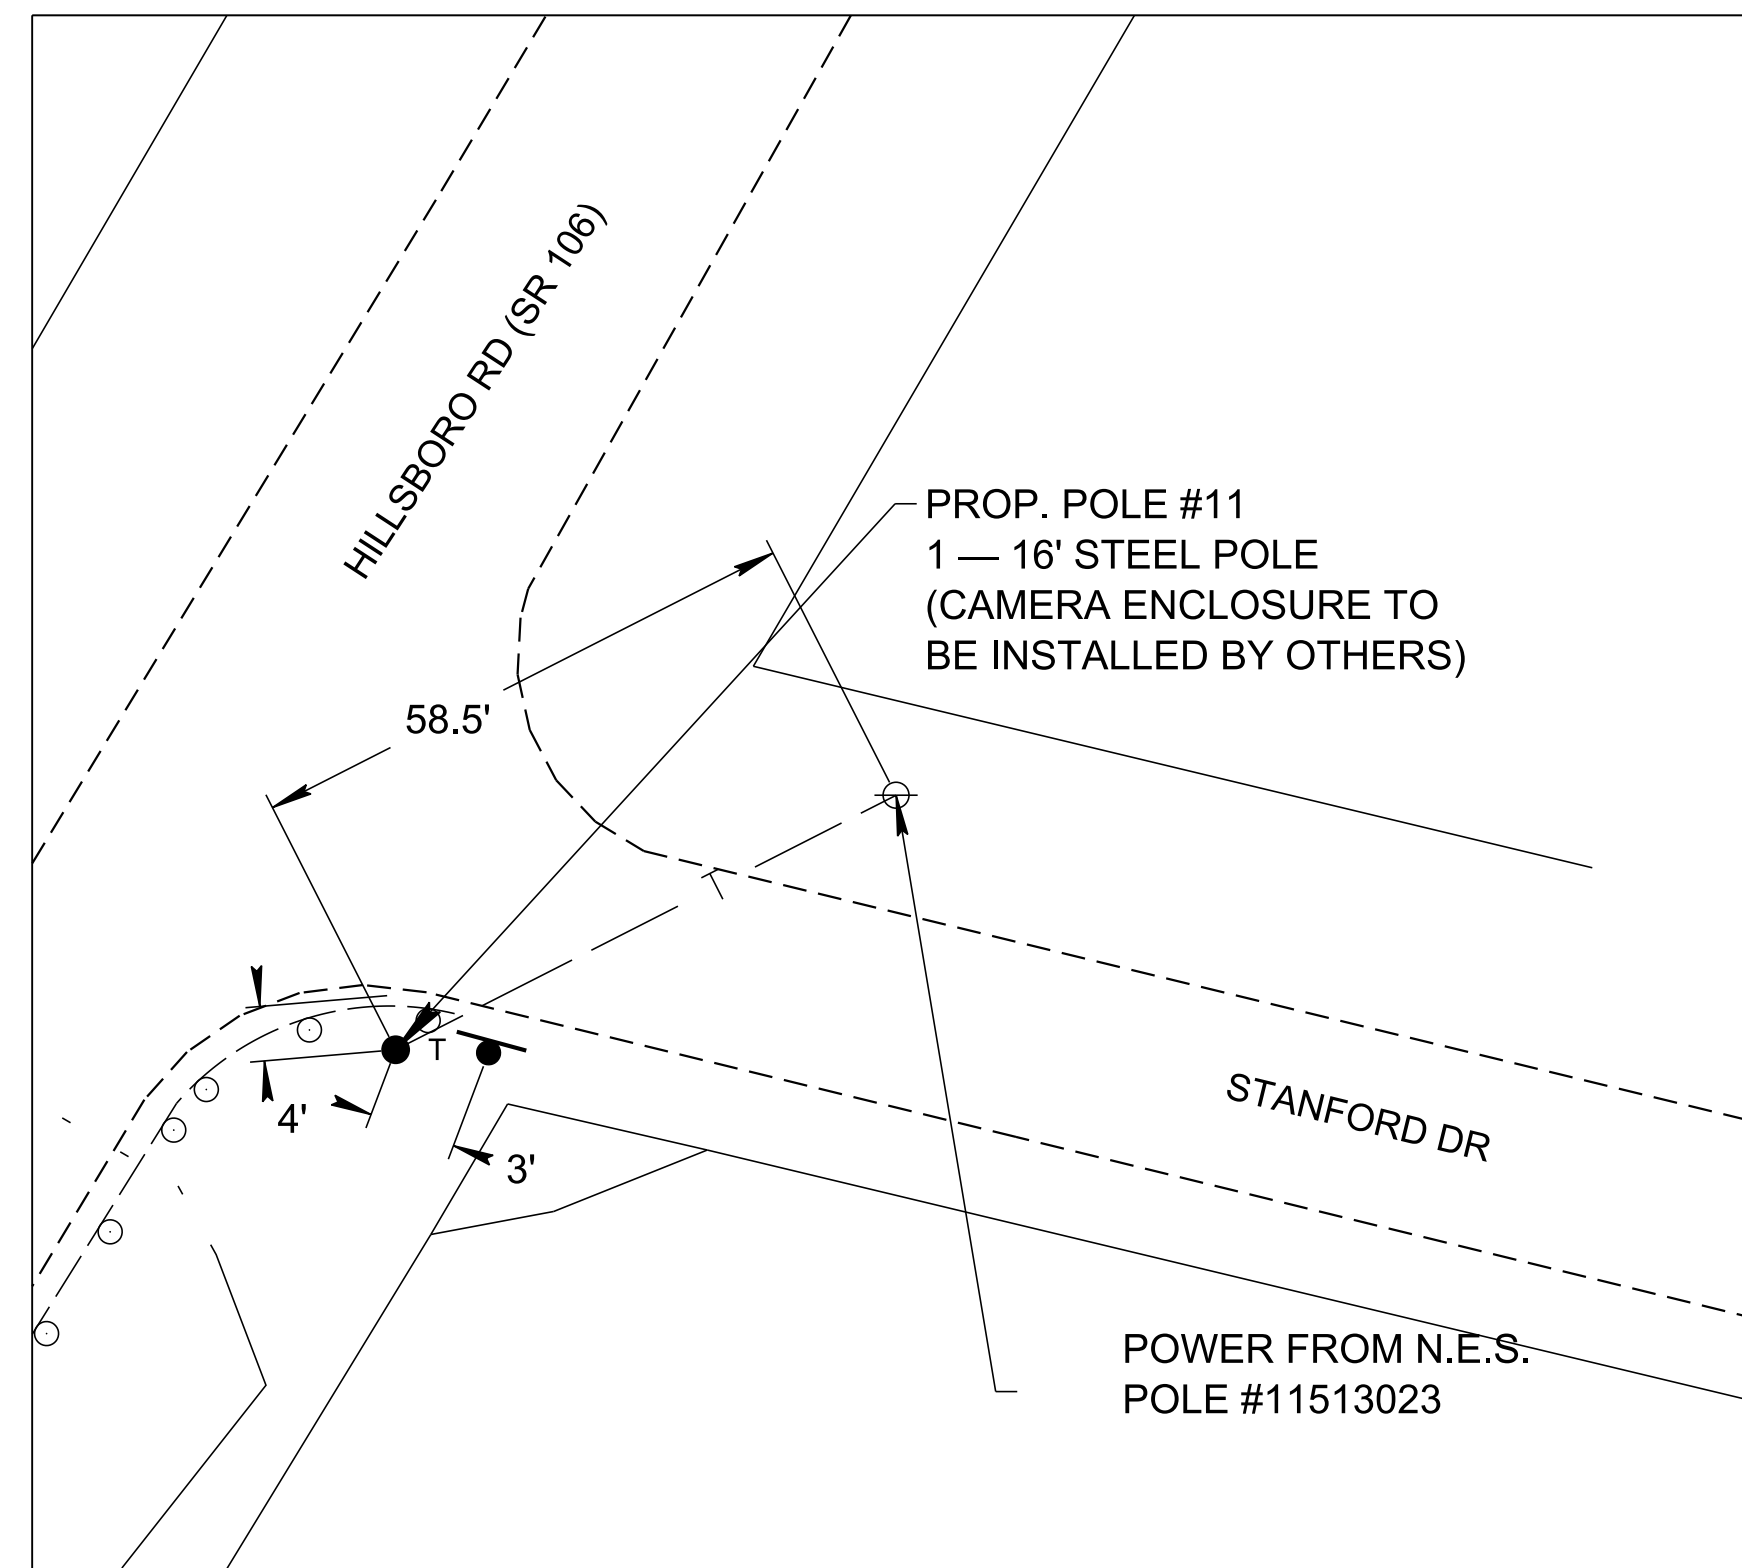 HILLSBORO RD (SR 106)
PROP. POLE #11
1 — 16' STEEL POLE
(CAMERA ENCLOSURE TO
BE INSTALLED BY OTHERS)
58.5'
T
4'
3'
STANFORD DR
POWER FROM N.E.S.
POLE #11513023